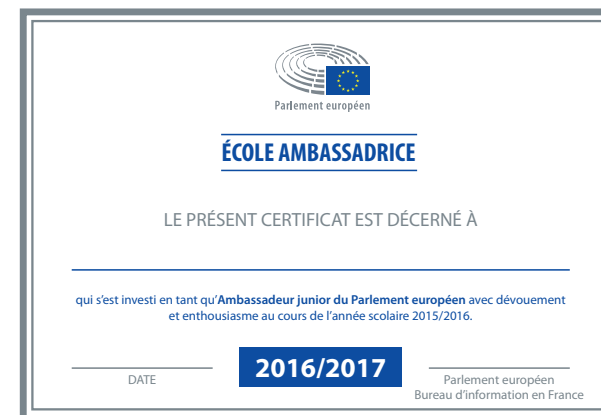 Parlement européen
ÉCOLE AMBASSADRICE
LE PRÉSENT CERTIFICAT EST DÉCERNÉ À
qui s'est investi en tant qu'Ambassadeur junior du Parlement européen avec dévouement
et enthousiasme au cours de l'année scolaire 2015/2016.
DATE
2016/2017
Parlement européen
Bureau d'information en France